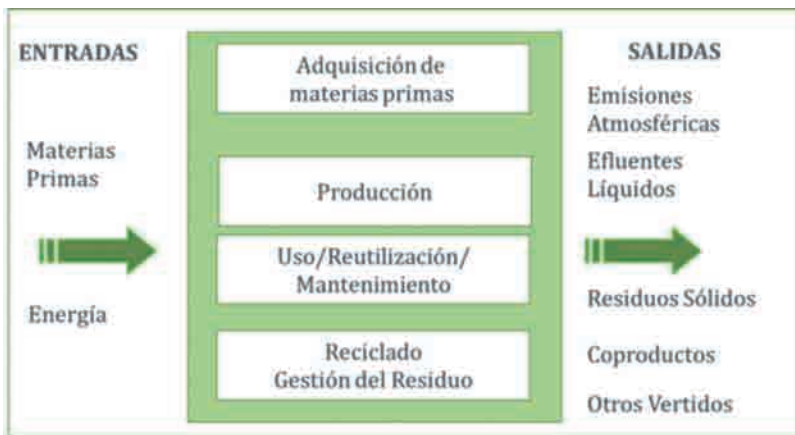 ENTRADAS
Materias
Primas
Energía
Adquisición de
materias primas
Producción
Uso/Reutilización/
Mantenimiento
Reciclado
Gestión del Residuo
SALIDAS
Emisiones
Atmosféricas
Efluentes
Líquidos
Residuos Sólidos
Coproductos
Otros Vertidos